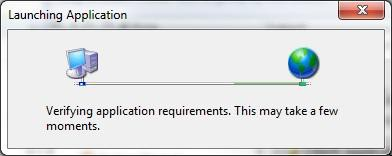 Launching Application
Verifying application requirements. This may take a few
moments.